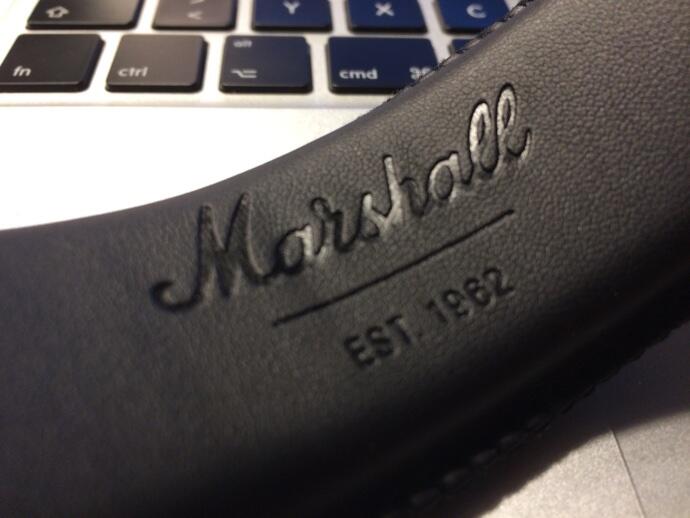 Y X C
fn ctrl alt cmd
Marshall
EST. 1962